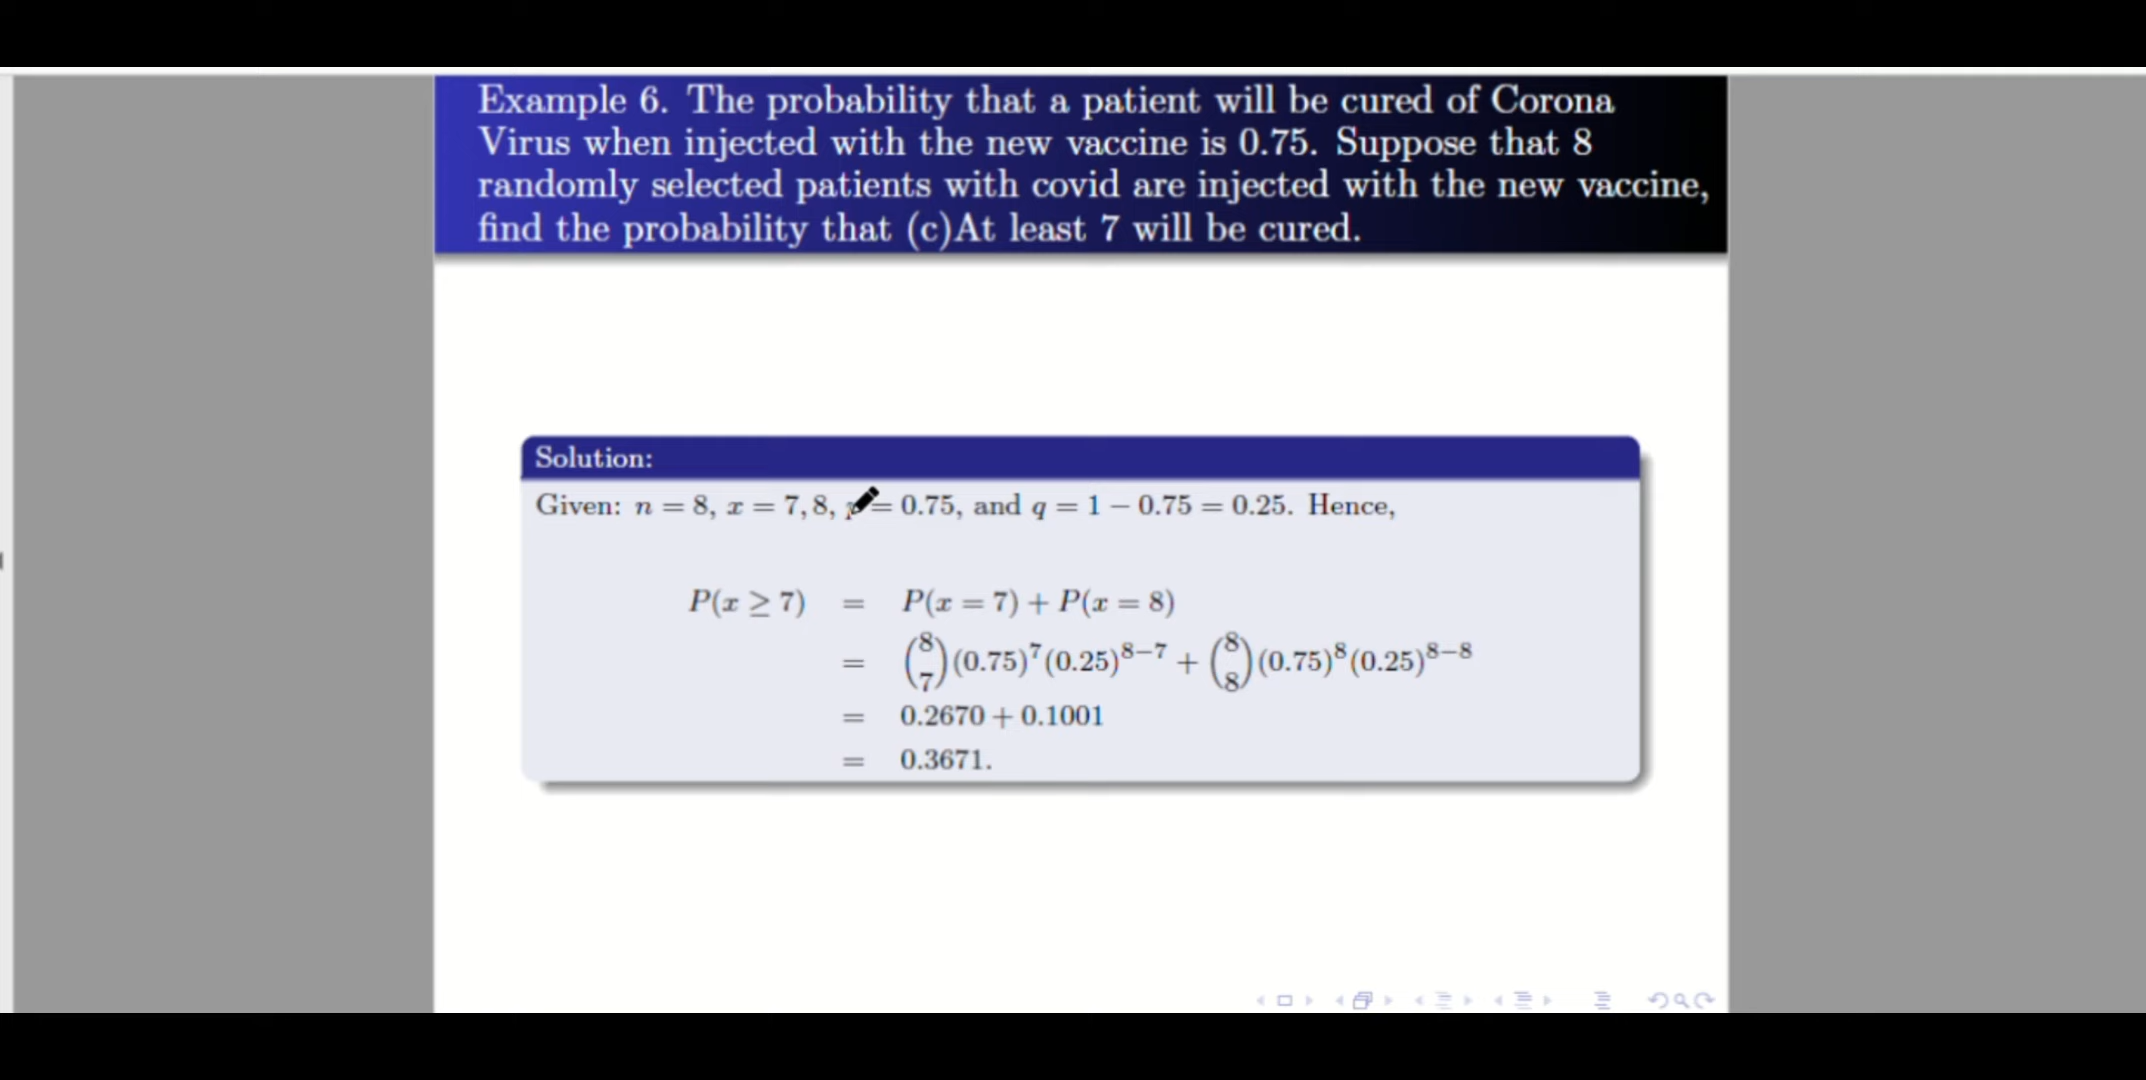 Example 6. The probability that a patient will be cured of Corona
Virus when injected with the new vaccine is 0.75. Suppose that 8
randomly selected patients with covid are injected with the new vaccine,
find the probability that (c)At least 7 will be cured.
Solution:
Given: n = 8, x = 7, 8, = 0.75, and q = 1 − 0.75 = 0.25. Hence,
P(x ≥ 7) = P(x = 7) + P(x = 8)
= (8 7)(0.75)^7(0.25)^{8−7} + (8 8)(0.75)^8(0.25)^{8−8}
= 0.2670 + 0.1001
= 0.3671.